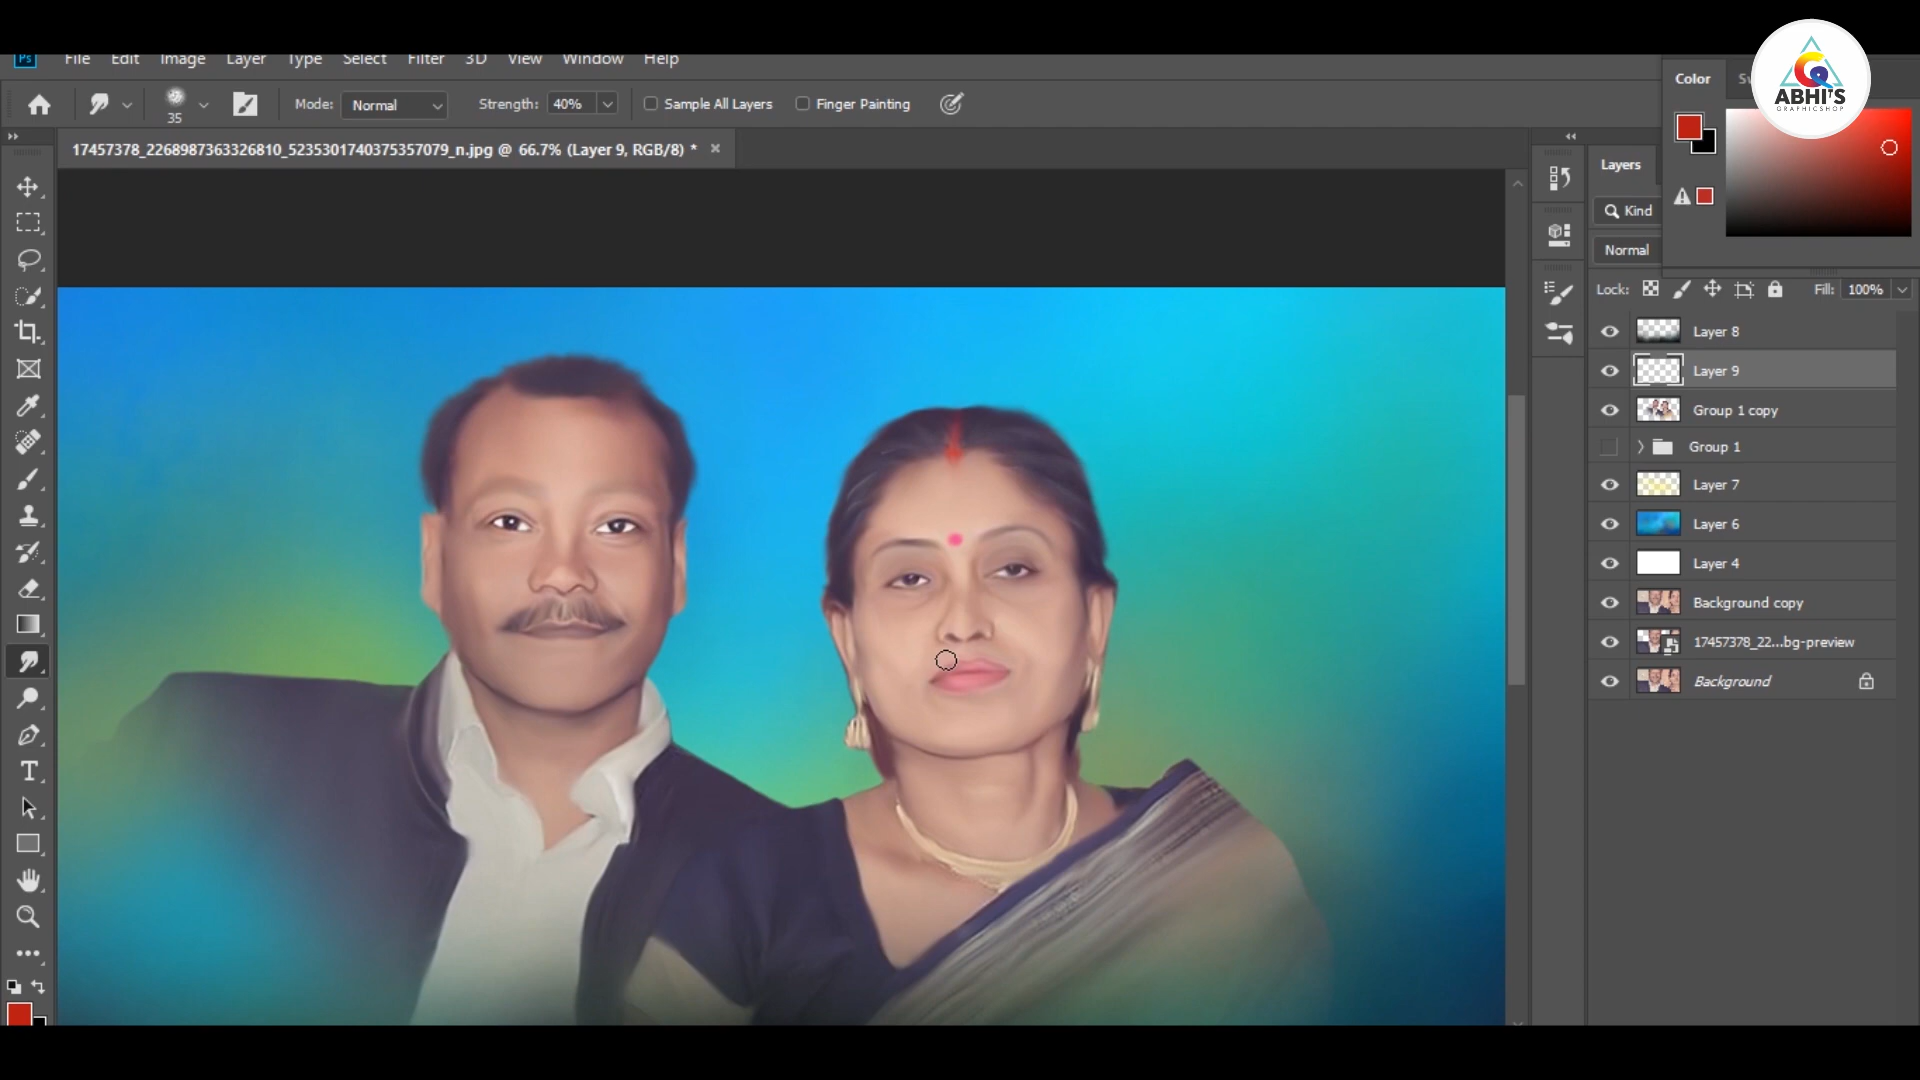 Ps File Edit Image Layer Type Select Filter 3D View Window Help
35 Mode: Normal Strength: 40% Sample All Layers Finger Painting
Color
ABHI'S
GRAPHICSHOP
17457378_2268987363326810_5235301740375357079_n.jpg @ 66.7% (Layer 9, RGB/8) *
Layers
Kind
Normal
Lock: Fill: 100%
Layer 8
Layer 9
Group 1 copy
Group 1
Layer 7
Layer 6
Layer 4
Background copy
17457378_22...bg-preview
Background